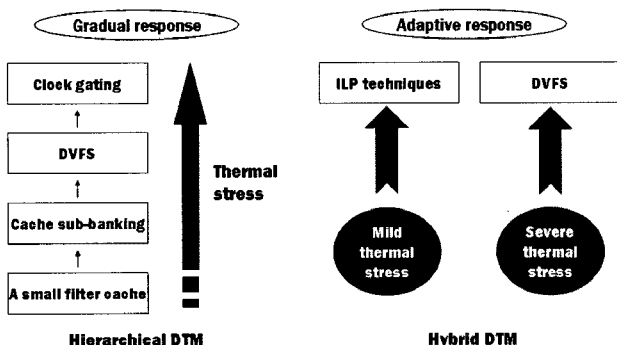 Gradual response
Clock gating
DVFS
Cache sub-banking
A small filter cache
Thermal
stress
Hierarchical DTM
Adaptive response
ILP techniques
DVFS
Mild
thermal
stress
Severe
thermal
stress
Hybrid DTM